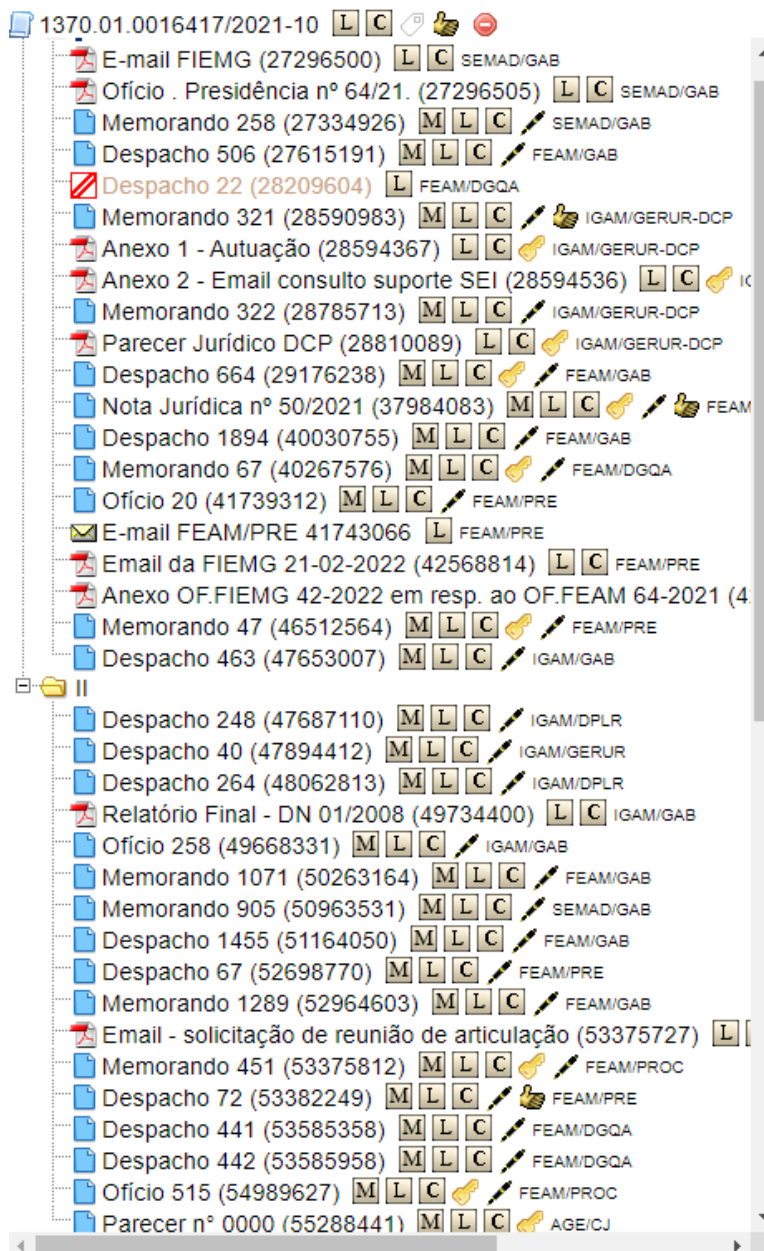 1370.01.0016417/2021-10 L C
E-mail FIEMG (27296500) L C SEMAD/GAB
Ofício . Presidência nº 64/21. (27296505) L C SEMAD/GAB
Memorando 258 (27334926) M L C SEMAD/GAB
Despacho 506 (27615191) M L C FEAM/GAB
Despacho 22 (28209604) L FEAM/DGQA
Memorando 321 (28590983) M L C IGAM/GERUR-DCP
Anexo 1 - Autuação (28594367) L C IGAM/GERUR-DCP
Anexo 2 - Email consulto suporte SEI (28594536) L C
Memorando 322 (28785713) M L C IGAM/GERUR-DCP
Parecer Jurídico DCP (28810089) L C IGAM/GERUR-DCP
Despacho 664 (29176238) M L C FEAM/GAB
Nota Jurídica nº 50/2021 (37984083) M L C FEAM
Despacho 1894 (40030755) M L C FEAM/GAB
Memorando 67 (40267576) M L C FEAM/DGQA
Ofício 20 (41739312) M L C FEAM/PRE
E-mail FEAM/PRE 41743066 L FEAM/PRE
Email da FIEMG 21-02-2022 (42568814) L C FEAM/PRE
Anexo OF.FIEMG 42-2022 em resp. ao OF.FEAM 64-2021
Memorando 47 (46512564) M L C FEAM/PRE
Despacho 463 (47653007) M L C IGAM/GAB
II
Despacho 248 (47687110) M L C IGAM/DPLR
Despacho 40 (47894412) M L C IGAM/GERUR
Despacho 264 (48062813) M L C IGAM/DPLR
Relatório Final - DN 01/2008 (49734400) L C IGAM/GAB
Ofício 258 (49668331) M L C IGAM/GAB
Memorando 1071 (50263164) M L C FEAM/GAB
Memorando 905 (50963531) M L C SEMAD/GAB
Despacho 1455 (51164050) M L C FEAM/GAB
Despacho 67 (52698770) M L C FEAM/PRE
Memorando 1289 (52964603) M L C FEAM/GAB
Email - solicitação de reunião de articulação (53375727) L
Memorando 451 (53375812) M L C FEAM/PROC
Despacho 72 (53382249) M L C FEAM/PRE
Despacho 441 (53585358) M L C FEAM/DGQA
Despacho 442 (53585958) M L C FEAM/DGQA
Ofício 515 (54989627) M L C FEAM/PROC
Parecer n° 0000 (55288441) M L C AGE/CJ